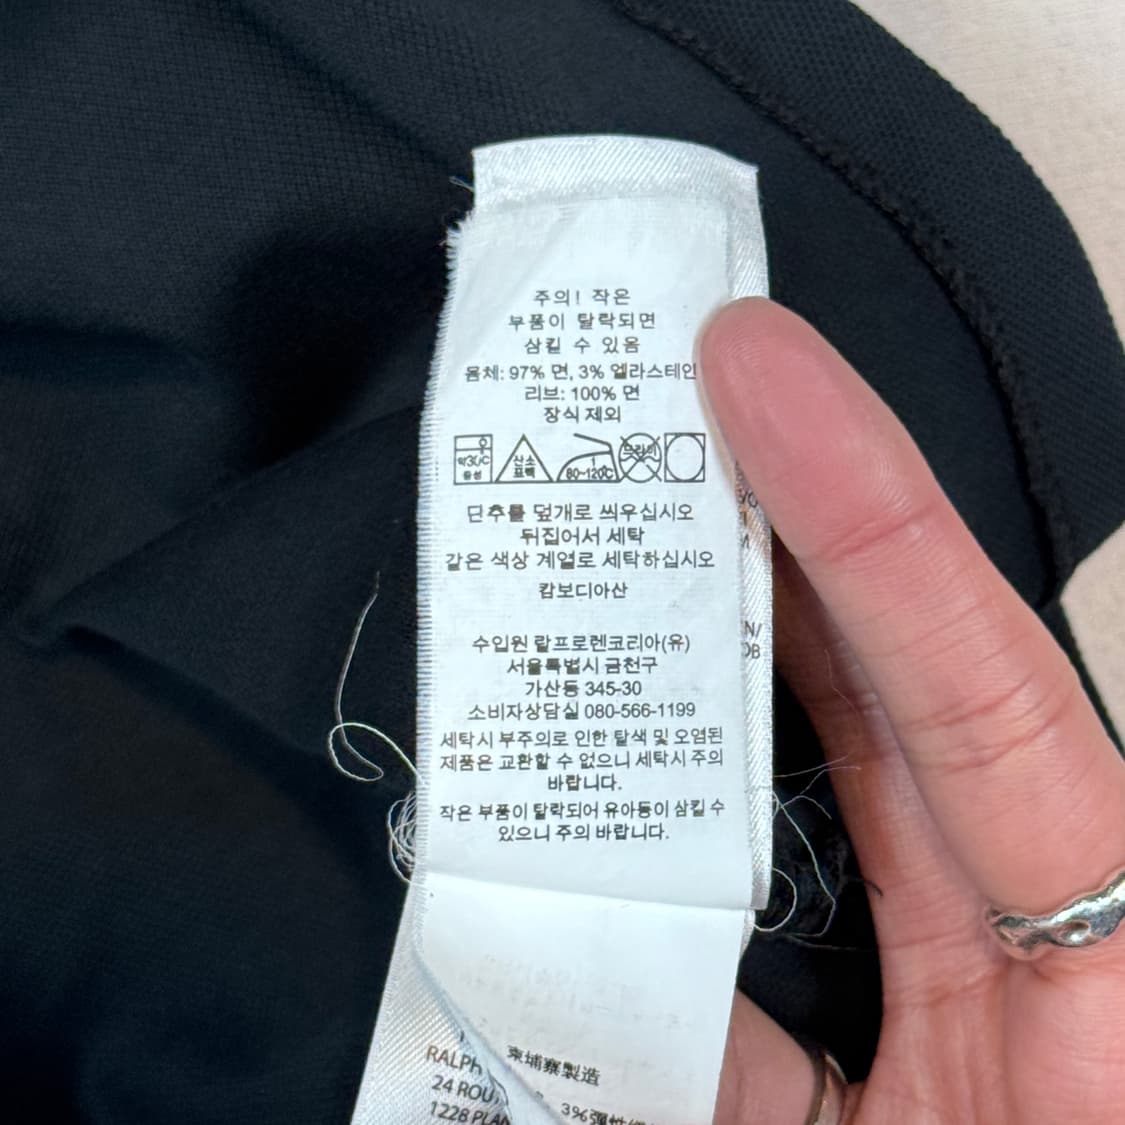 주의! 작은
부품이 탈락되면
삼킬 수 있음
몸체: 97% 면, 3% 엘라스테인
리브: 100% 면
장식 제외
약30℃
중성
산소
표백
80~120℃
드라이
단추를 덮개로 씌우십시오
뒤집어서 세탁
같은 색상 계열로 세탁하십시오
캄보디아산
수입원 랄프로렌코리아(유)
서울특별시 금천구
가산동 345-30
소비자상담실 080-566-1199
세탁시 부주의로 인한 탈색 및 오염된
제품은 교환할 수 없으니 세탁시 주의
바랍니다.
작은 부품이 탈락되어 유아등이 삼킬 수
있으니 주의 바랍니다.
柬埔寨製造
RALPH
24 ROU
3%彈性
1228 PLAN